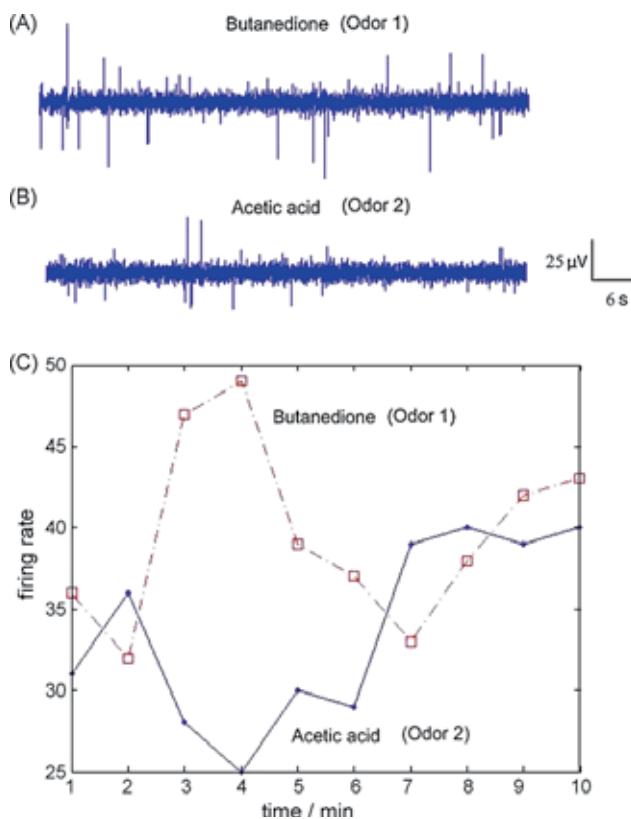 (A)
Butanedione (Odor 1)
(B)
Acetic acid (Odor 2)
25 μV
6 s
(C)
50
45
40
35
30
25
firing rate
Butanedione (Odor 1)
Acetic acid (Odor 2)
1 2 3 4 5 6 7 8 9 10
time / min